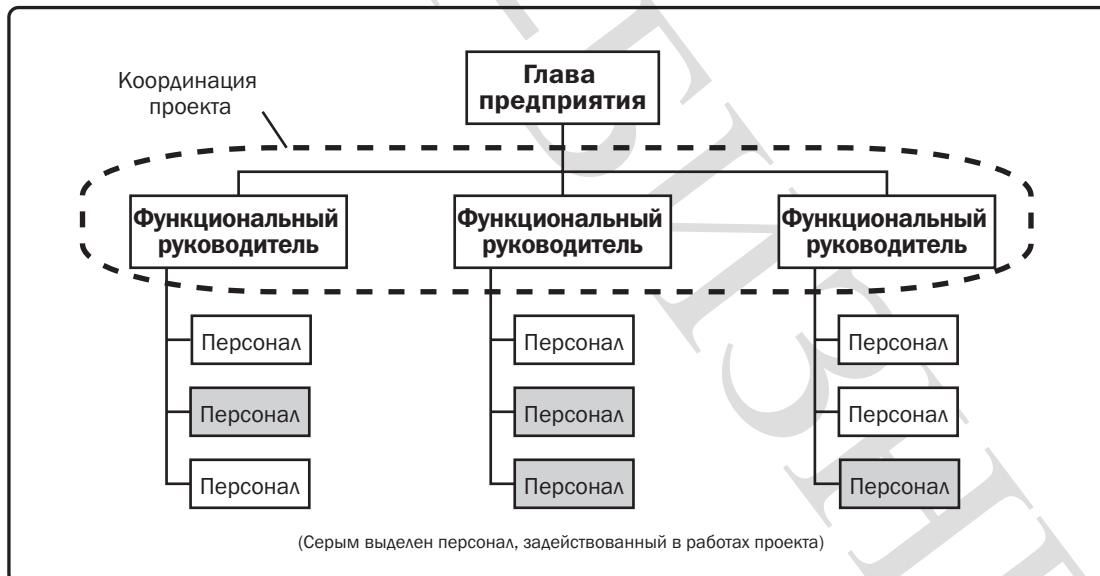 Координация
проекта
Глава
предприятия
Функциональный
руководитель
Функциональный
руководитель
Функциональный
руководитель
Персонал
Персонал
Персонал
Персонал
Персонал
Персонал
Персонал
Персонал
Персонал
(Серым выделен персонал, задействованный в работах проекта)